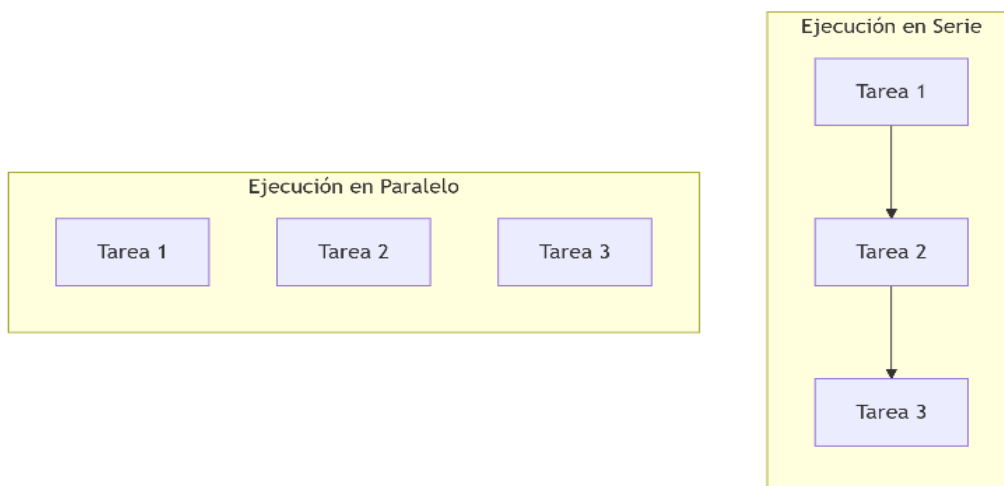 Ejecución en Paralelo
Tarea 1
Tarea 2
Tarea 3
Ejecución en Serie
Tarea 1
Tarea 2
Tarea 3